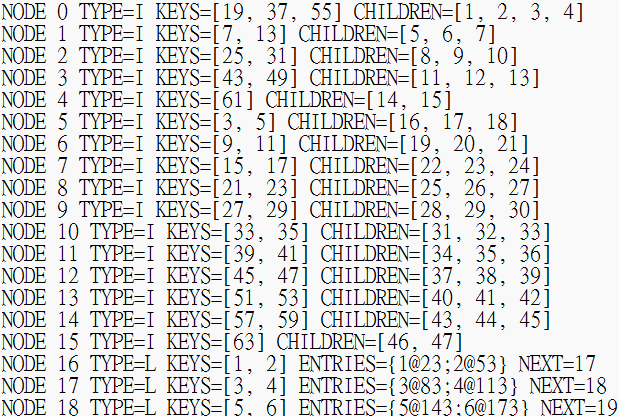 NODE 0 TYPE=I KEYS=[19, 37, 55] CHILDREN=[1, 2, 3, 4]
NODE 1 TYPE=I KEYS=[7, 13] CHILDREN=[5, 6, 7]
NODE 2 TYPE=I KEYS=[25, 31] CHILDREN=[8, 9, 10]
NODE 3 TYPE=I KEYS=[43, 49] CHILDREN=[11, 12, 13]
NODE 4 TYPE=I KEYS=[61] CHILDREN=[14, 15]
NODE 5 TYPE=I KEYS=[3, 5] CHILDREN=[16, 17, 18]
NODE 6 TYPE=I KEYS=[9, 11] CHILDREN=[19, 20, 21]
NODE 7 TYPE=I KEYS=[15, 17] CHILDREN=[22, 23, 24]
NODE 8 TYPE=I KEYS=[21, 23] CHILDREN=[25, 26, 27]
NODE 9 TYPE=I KEYS=[27, 29] CHILDREN=[28, 29, 30]
NODE 10 TYPE=I KEYS=[33, 35] CHILDREN=[31, 32, 33]
NODE 11 TYPE=I KEYS=[39, 41] CHILDREN=[34, 35, 36]
NODE 12 TYPE=I KEYS=[45, 47] CHILDREN=[37, 38, 39]
NODE 13 TYPE=I KEYS=[51, 53] CHILDREN=[40, 41, 42]
NODE 14 TYPE=I KEYS=[57, 59] CHILDREN=[43, 44, 45]
NODE 15 TYPE=I KEYS=[63] CHILDREN=[46, 47]
NODE 16 TYPE=L KEYS=[1, 2] ENTRIES={1@23;2@53} NEXT=17
NODE 17 TYPE=L KEYS=[3, 4] ENTRIES={3@83;4@113} NEXT=18
NODE 18 TYPE=L KEYS=[5, 6] ENTRIES={5@143;6@173} NEXT=19